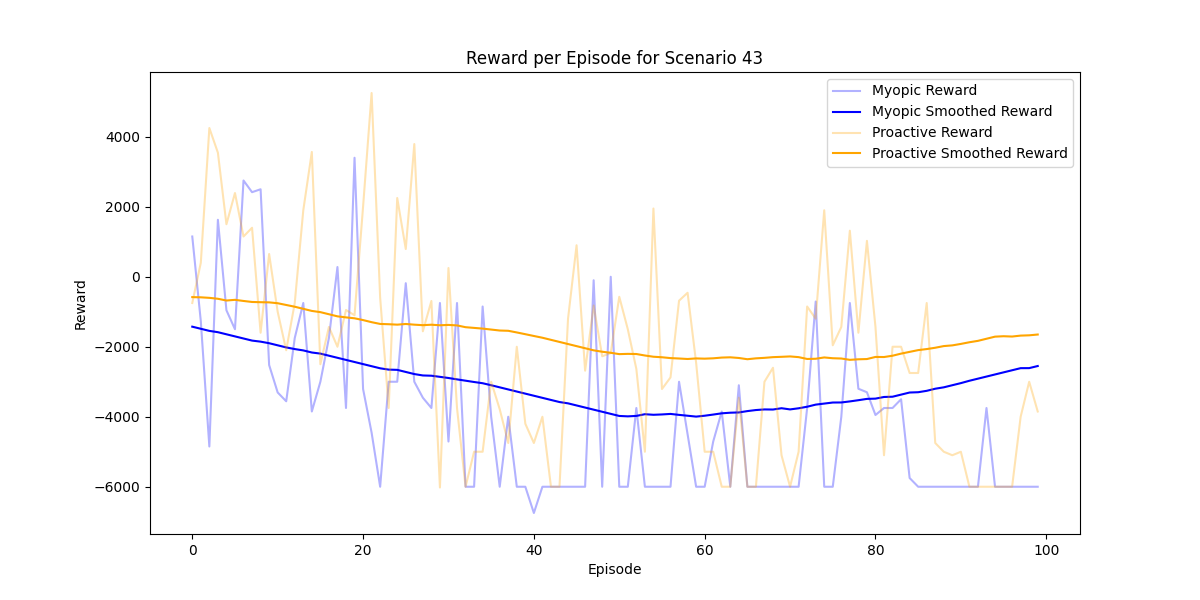 Reward per Episode for Scenario 43
Myopic Reward
Myopic Smoothed Reward
Proactive Reward
Proactive Smoothed Reward
Reward
4000
2000
0
−2000
−4000
−6000
0 20 40 60 80 100
Episode